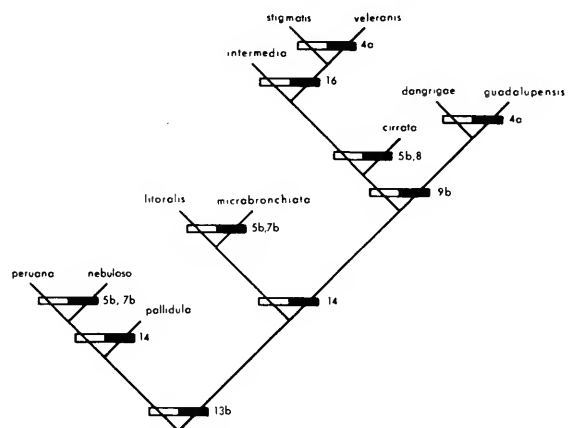 stigmatis veleranis
4a
intermedia
16
dangrigae guadalupensis
4a
cirrata
5b,8
9b
litoralis microbronchiata
5b,7b
peruana nebuloso
5b, 7b
pallidula
14
14
13b